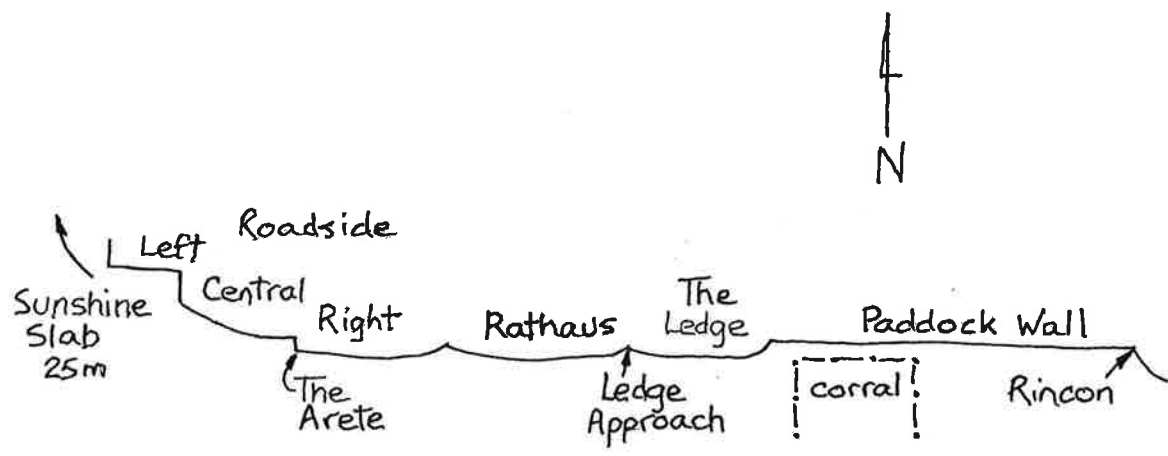 N
Roadside
Left
Central
Right
Sunshine
Slab
25m
The
Arete
Rathaus
Ledge
Approach
The
Ledge
Paddock Wall
corral
Rincon